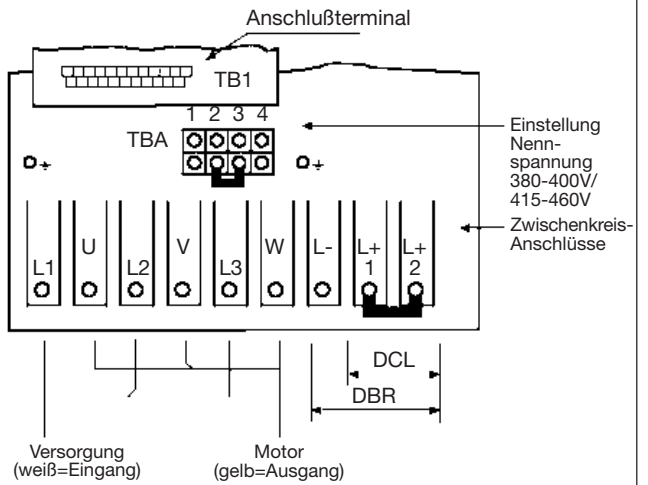 Anschlußterminal
TB1
1 2 3 4
TBA
Einstellung
Nenn-
spannung
380-400V/
415-460V
Zwischenkreis-
Anschlüsse
L1
U
L2
V
L3
W
L-
L+
1
L+
2
DCL
DBR
Versorgung
(weiß=Eingang)
Motor
(gelb=Ausgang)